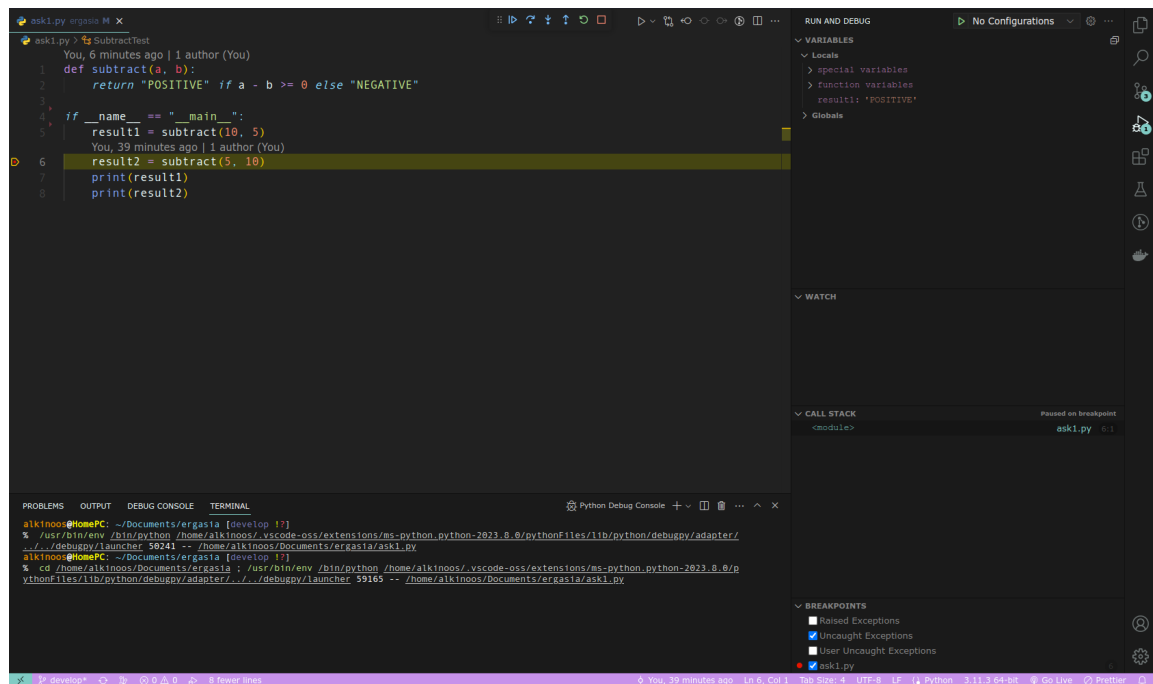 ask1.py ergasia M
ask1.py > SubtractTest
You, 6 minutes ago | 1 author (You)
1 def subtract(a, b):
2 return "POSITIVE" if a - b >= 0 else "NEGATIVE"
3
4 if __name__ == "__main__":
5 result1 = subtract(10, 5)
You, 39 minutes ago | 1 author (You)
6 result2 = subtract(5, 10)
7 print(result1)
8 print(result2)
PROBLEMS OUTPUT DEBUG CONSOLE TERMINAL
Python Debug Console
alkinoos@HomePC: ~/Documents/ergasia [develop !?]
% /usr/bin/env /bin/python /home/alkinoos/.vscode-oss/extensions/ms-python.python-2023.8.0/pythonFiles/lib/python/debugpy/adapter/
../../debugpy/launcher 50241 -- /home/alkinoos/Documents/ergasia/ask1.py
alkinoos@HomePC: ~/Documents/ergasia [develop !?]
% cd /home/alkinoos/Documents/ergasia ; /usr/bin/env /bin/python /home/alkinoos/.vscode-oss/extensions/ms-python.python-2023.8.0/p
ythonFiles/lib/python/debugpy/adapter/../../debugpy/launcher 59165 -- /home/alkinoos/Documents/ergasia/ask1.py
RUN AND DEBUG
No Configurations
VARIABLES
Locals
special variables
function variables
result1: 'POSITIVE'
Globals
WATCH
CALL STACK Paused on breakpoint
<module> ask1.py 6:1
BREAKPOINTS
Raised Exceptions
Uncaught Exceptions
User Uncaught Exceptions
ask1.py 6
3
1
develop* 0 0 8 fewer lines You, 39 minutes ago Ln 6, Col 1 Tab Size: 4 UTF-8 LF Python 3.11.3 64-bit Go Live Prettier